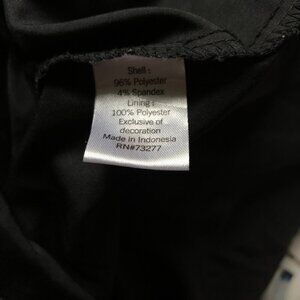 Shell :
96% Polyester
4% Spandex
Lining :
100% Polyester
Exclusive of
decoration
Made in Indonesia
RN#73277